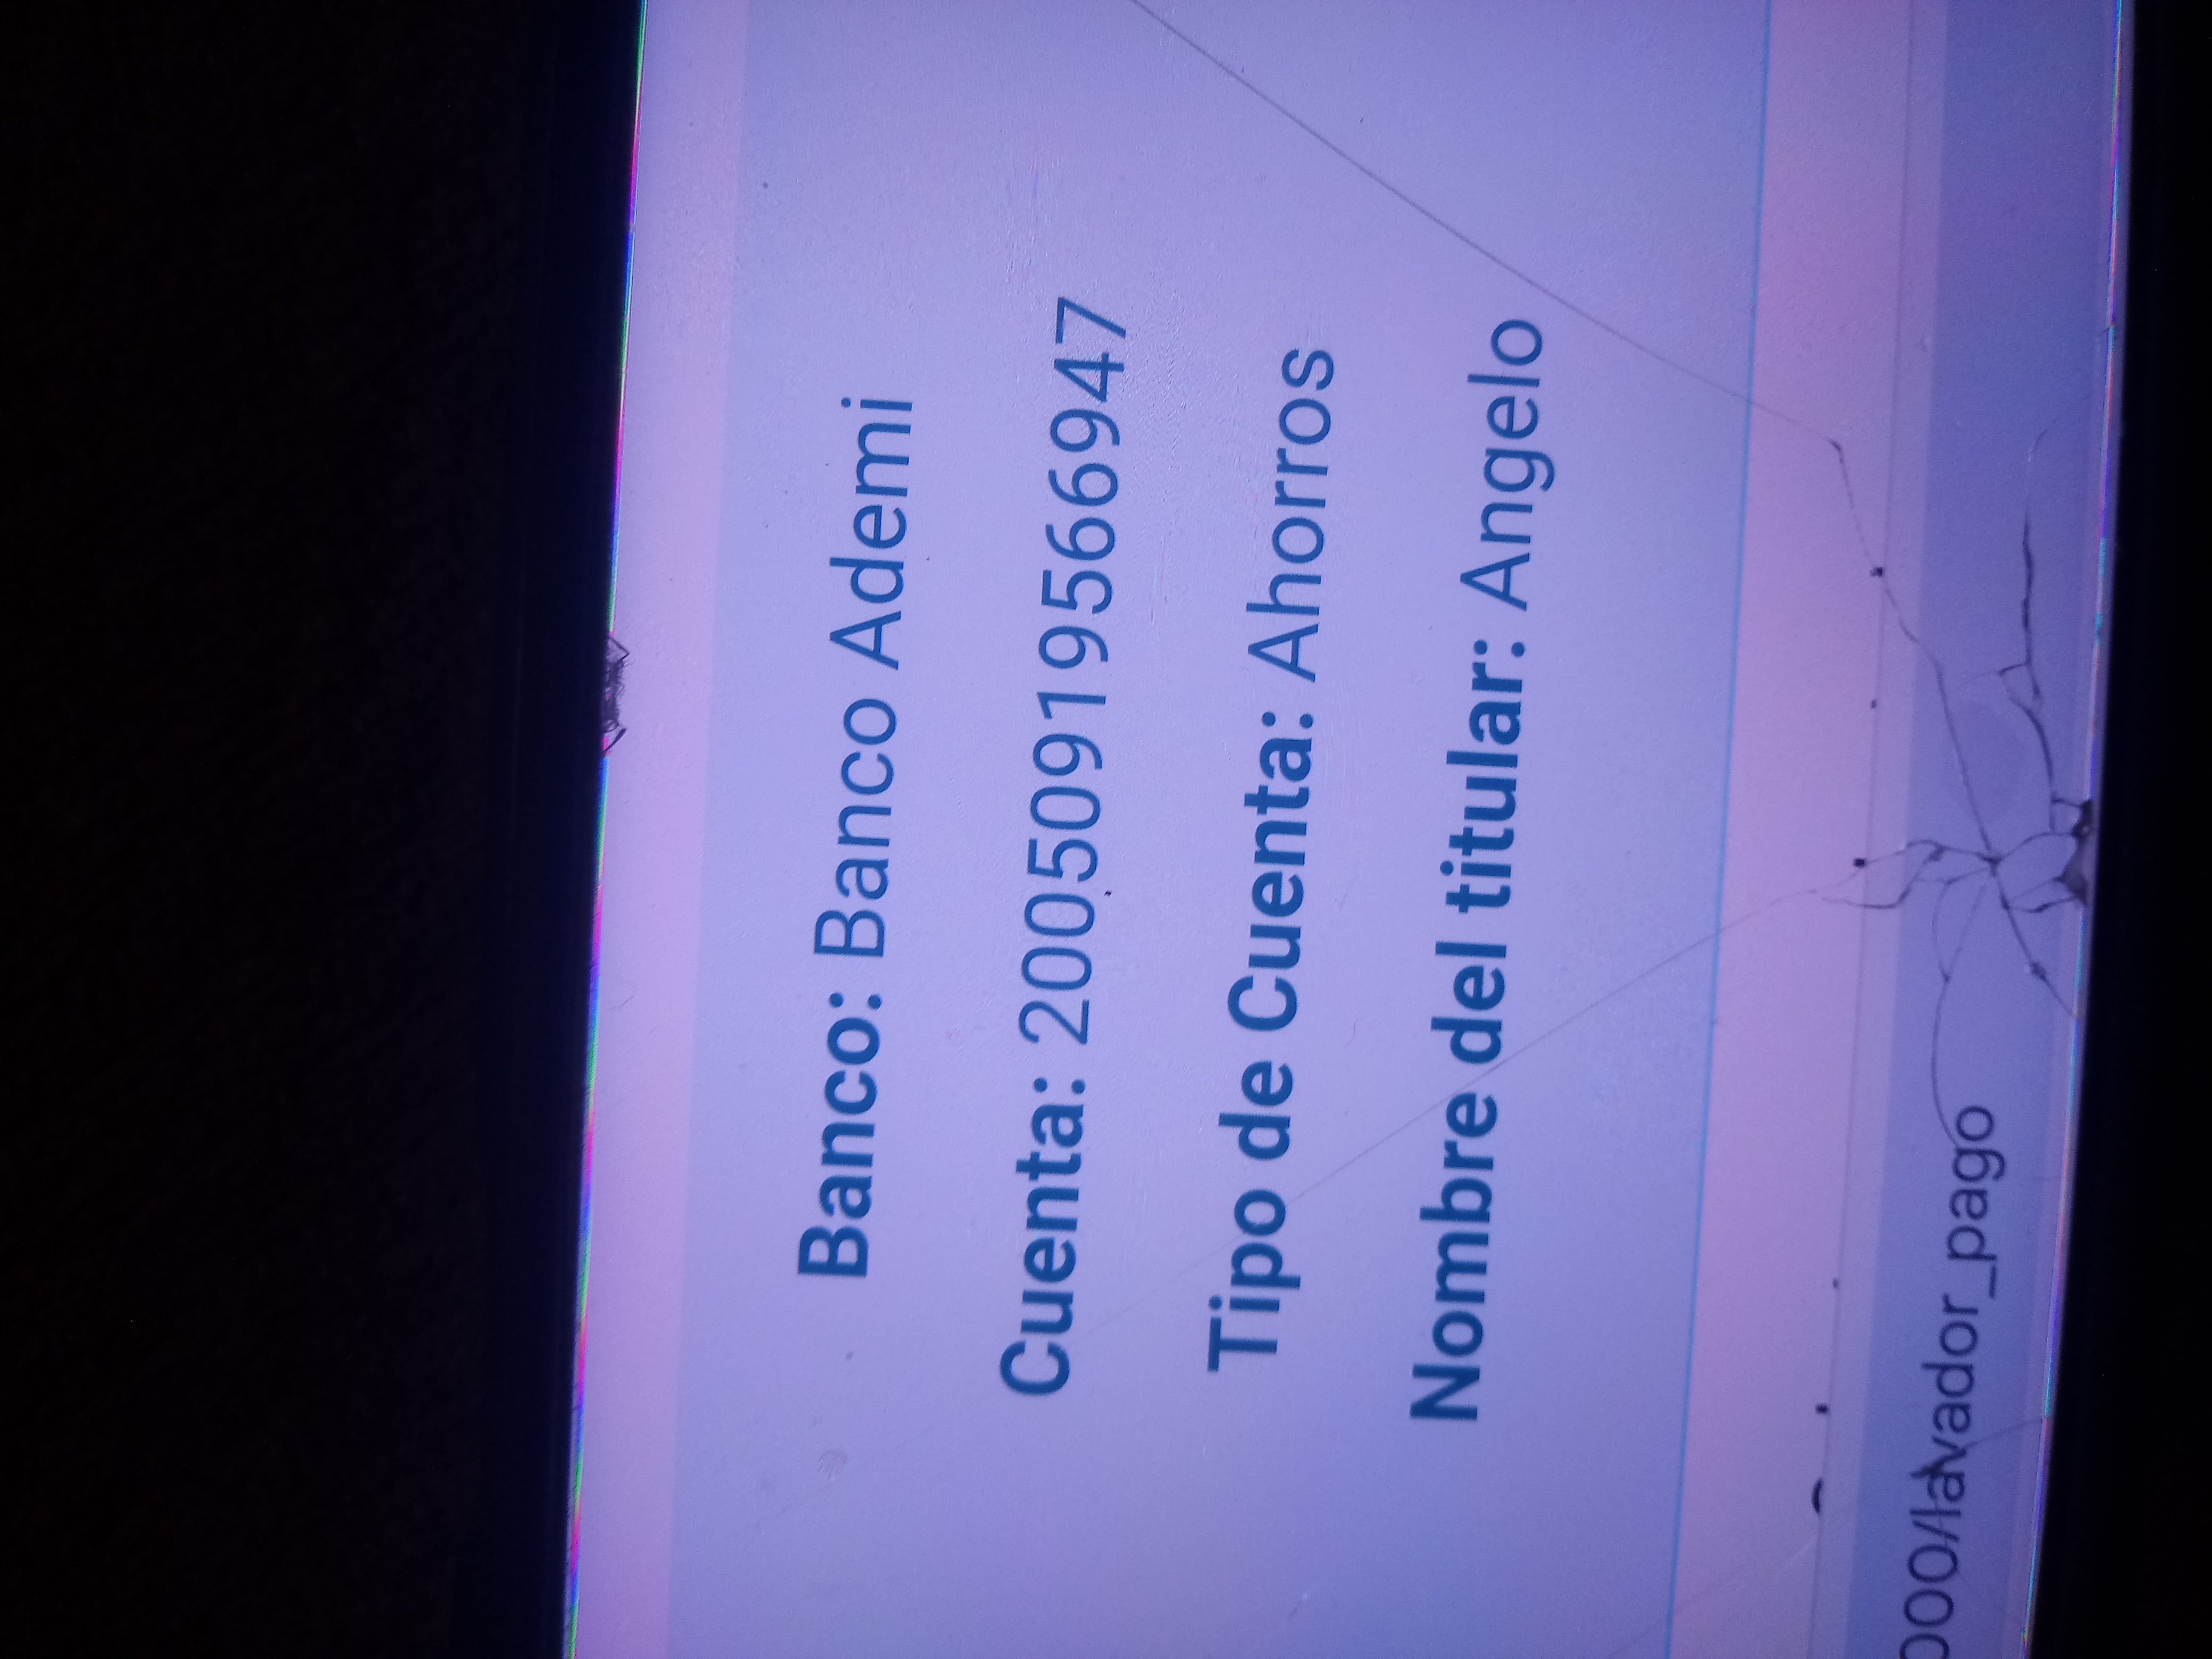 Banco: Banco Ademi
Cuenta: 20050919566947
Tipo de Cuenta: Ahorros
Nombre del titular: Angelo
000/lavador_pago